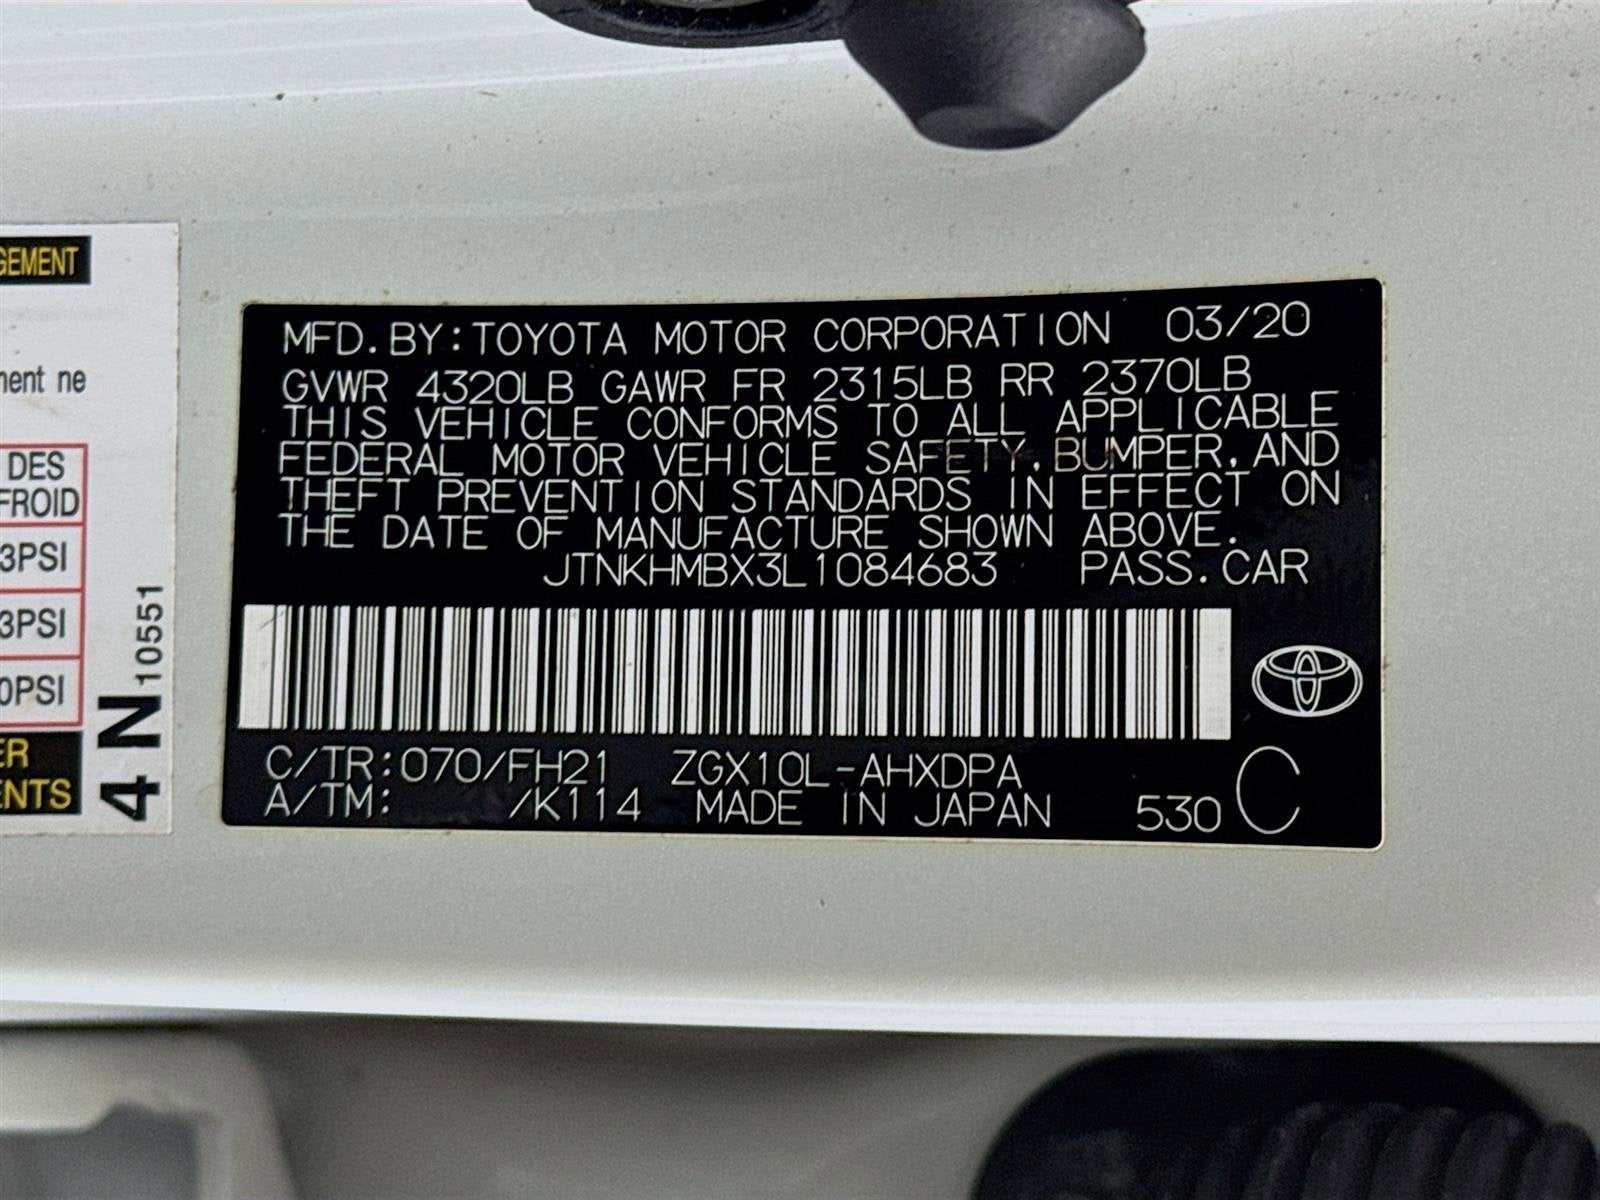 GEMENT
ment ne
DES
FROID
3PSI
3PSI
0PSI
ER
ENTS
4N 10551
MFD.BY:TOYOTA MOTOR CORPORATION 03/20
GVWR 4320LB GAWR FR 2315LB RR 2370LB
THIS VEHICLE CONFORMS TO ALL APPLICABLE
FEDERAL MOTOR VEHICLE SAFETY,BUMPER,AND
THEFT PREVENTION STANDARDS IN EFFECT ON
THE DATE OF MANUFACTURE SHOWN ABOVE.
JTNKHMBX3L1084683 PASS.CAR
C/TR:070/FH21 ZGX10L-AHXDPA
A/TM: /K114 MADE IN JAPAN 530 C